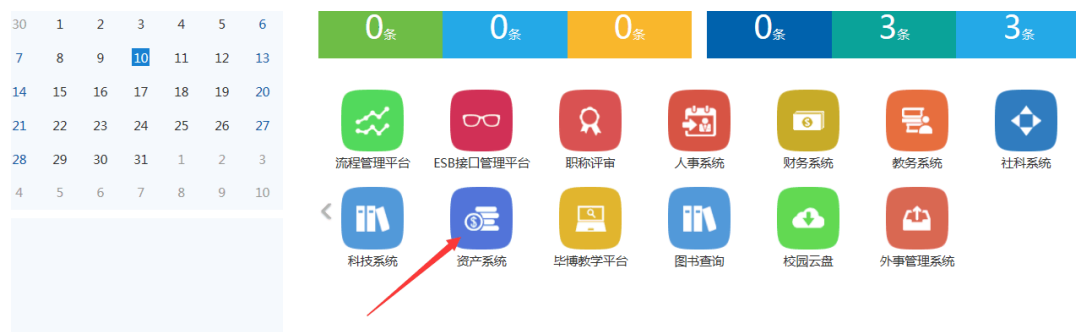 30 1 2 3 4 5 6
7 8 9 10 11 12 13
14 15 16 17 18 19 20
21 22 23 24 25 26 27
28 29 30 31 1 2 3
4 5 6 7 8 9 10
0条 0条 0条 0条 3条 3条
流程管理平台 ESB接口管理平台 职称评审 人事系统 财务系统 教务系统 社科系统
科技系统 资产系统 毕博教学平台 图书查询 校园云盘 外事管理系统